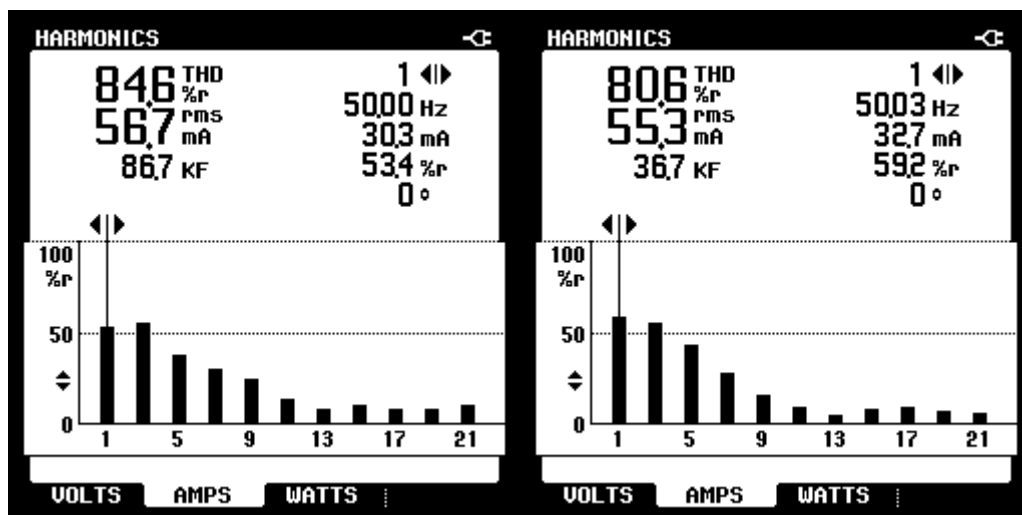 HARMONICS
84.6 THD %r
56.7 rms mA
86.7 KF
1
50.00 Hz
30.3 mA
53.4 %r
0 °
100
%r
50
0
1 5 9 13 17 21
VOLTS AMPS WATTS
HARMONICS
80.6 THD %r
55.3 rms mA
36.7 KF
1
50.03 Hz
32.7 mA
59.2 %r
0 °
100
%r
50
0
1 5 9 13 17 21
VOLTS AMPS WATTS